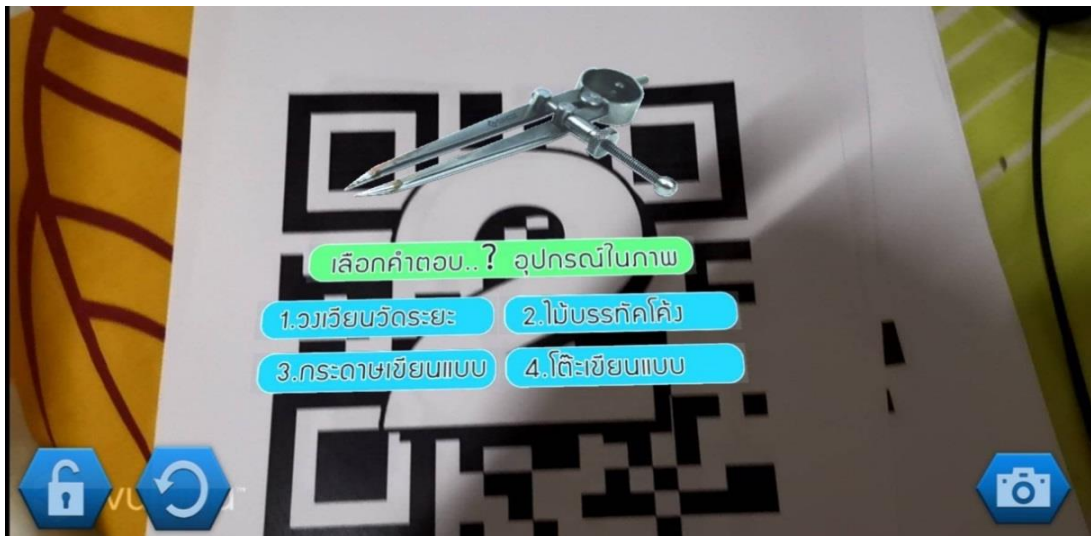 เลือกคำตอบ..? อุปกรณ์ในภาพ
1.วงเวียนวัดระยะ 2.ไม้บรรทัดโค้ง
3.กระดาษเขียนแบบ 4.โต๊ะเขียนแบบ
2